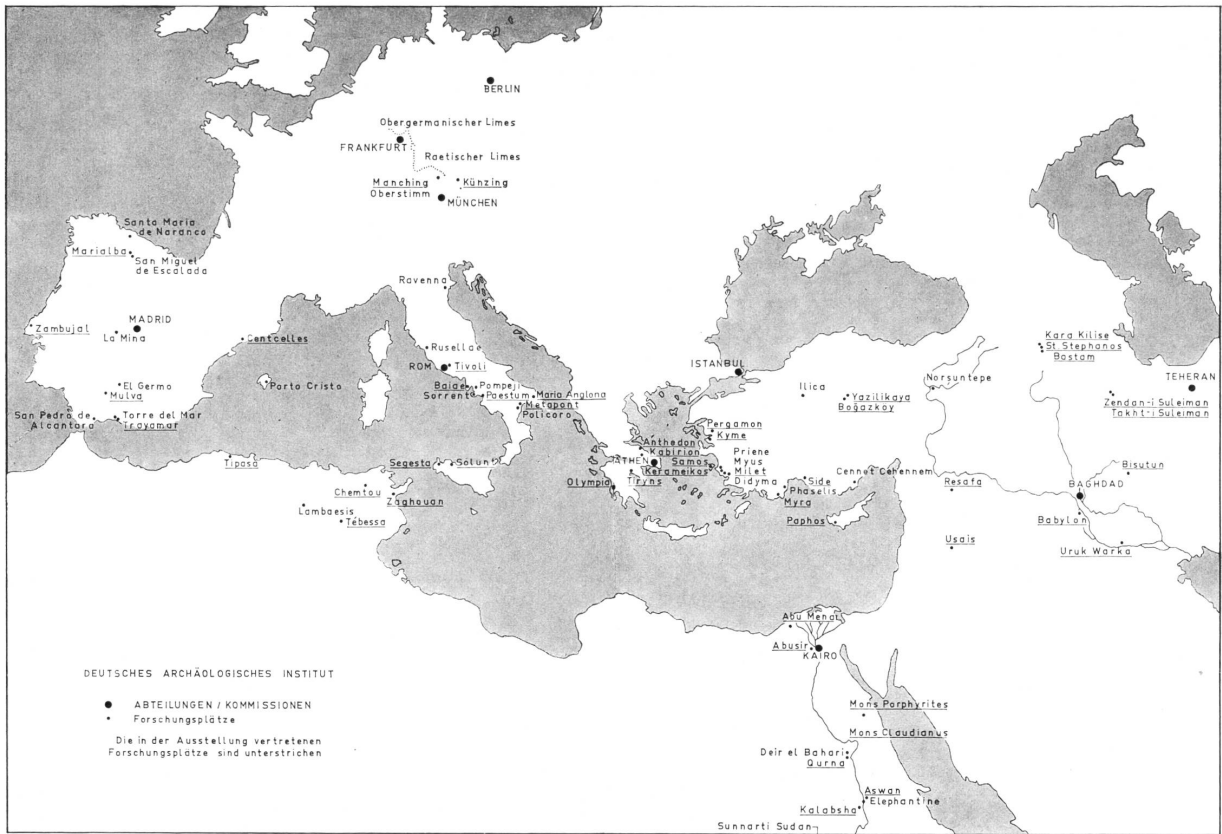 BERLIN
Obergermanischer Limes
FRANKFURT
Raetischer Limes
Manching
Oberstimm
Künzing
MÜNCHEN
Santa Maria
de Naranco
Marialba
San Miguel
de Escalada
Zambujal
MADRID
La Mina
El Germo
Mulva
San Pedro de
Alcantara
Torre del Mar
Trayamar
Centcelles
Porto Cristo
Ravenna
Rusellae
ROM
Tivoli
Baiae
Pompeji
Sorrent
Paestum
Maria Anglona
Metapont
Policoro
Segesta
Solunt
Tipasa
Chemtou
Zaghouan
Lambaesis
Tébessa
ISTANBUL
Ilica
Yazilikaya
Boğazköy
Norsuntepe
Pergamon
Kyme
Anthedon
Kabirion
ATHEN
Samos
Kerameikos
Tiryns
Olympia
Priene
Myus
Milet
Didyma
Side
Phaselis
Myra
Cennet Cehennem
Paphos
Resafa
Usais
Kara Kilise
St. Stephanos
Bastam
TEHERAN
Zendan-i Suleiman
Takht-i Suleiman
Bisutun
BAGHDAD
Babylon
Uruk Warka
Abu Menar
Abusir
KAIRO
Mons Porphyrites
Mons Claudianus
Deir el Bahari
Qurna
Aswan
Elephantine
Kalabsha
Sunnarti Sudan
DEUTSCHES ARCHÄOLOGISCHES INSTITUT
ABTEILUNGEN / KOMMISSIONEN
Forschungsplätze
Die in der Ausstellung vertretenen
Forschungsplätze sind unterstrichen